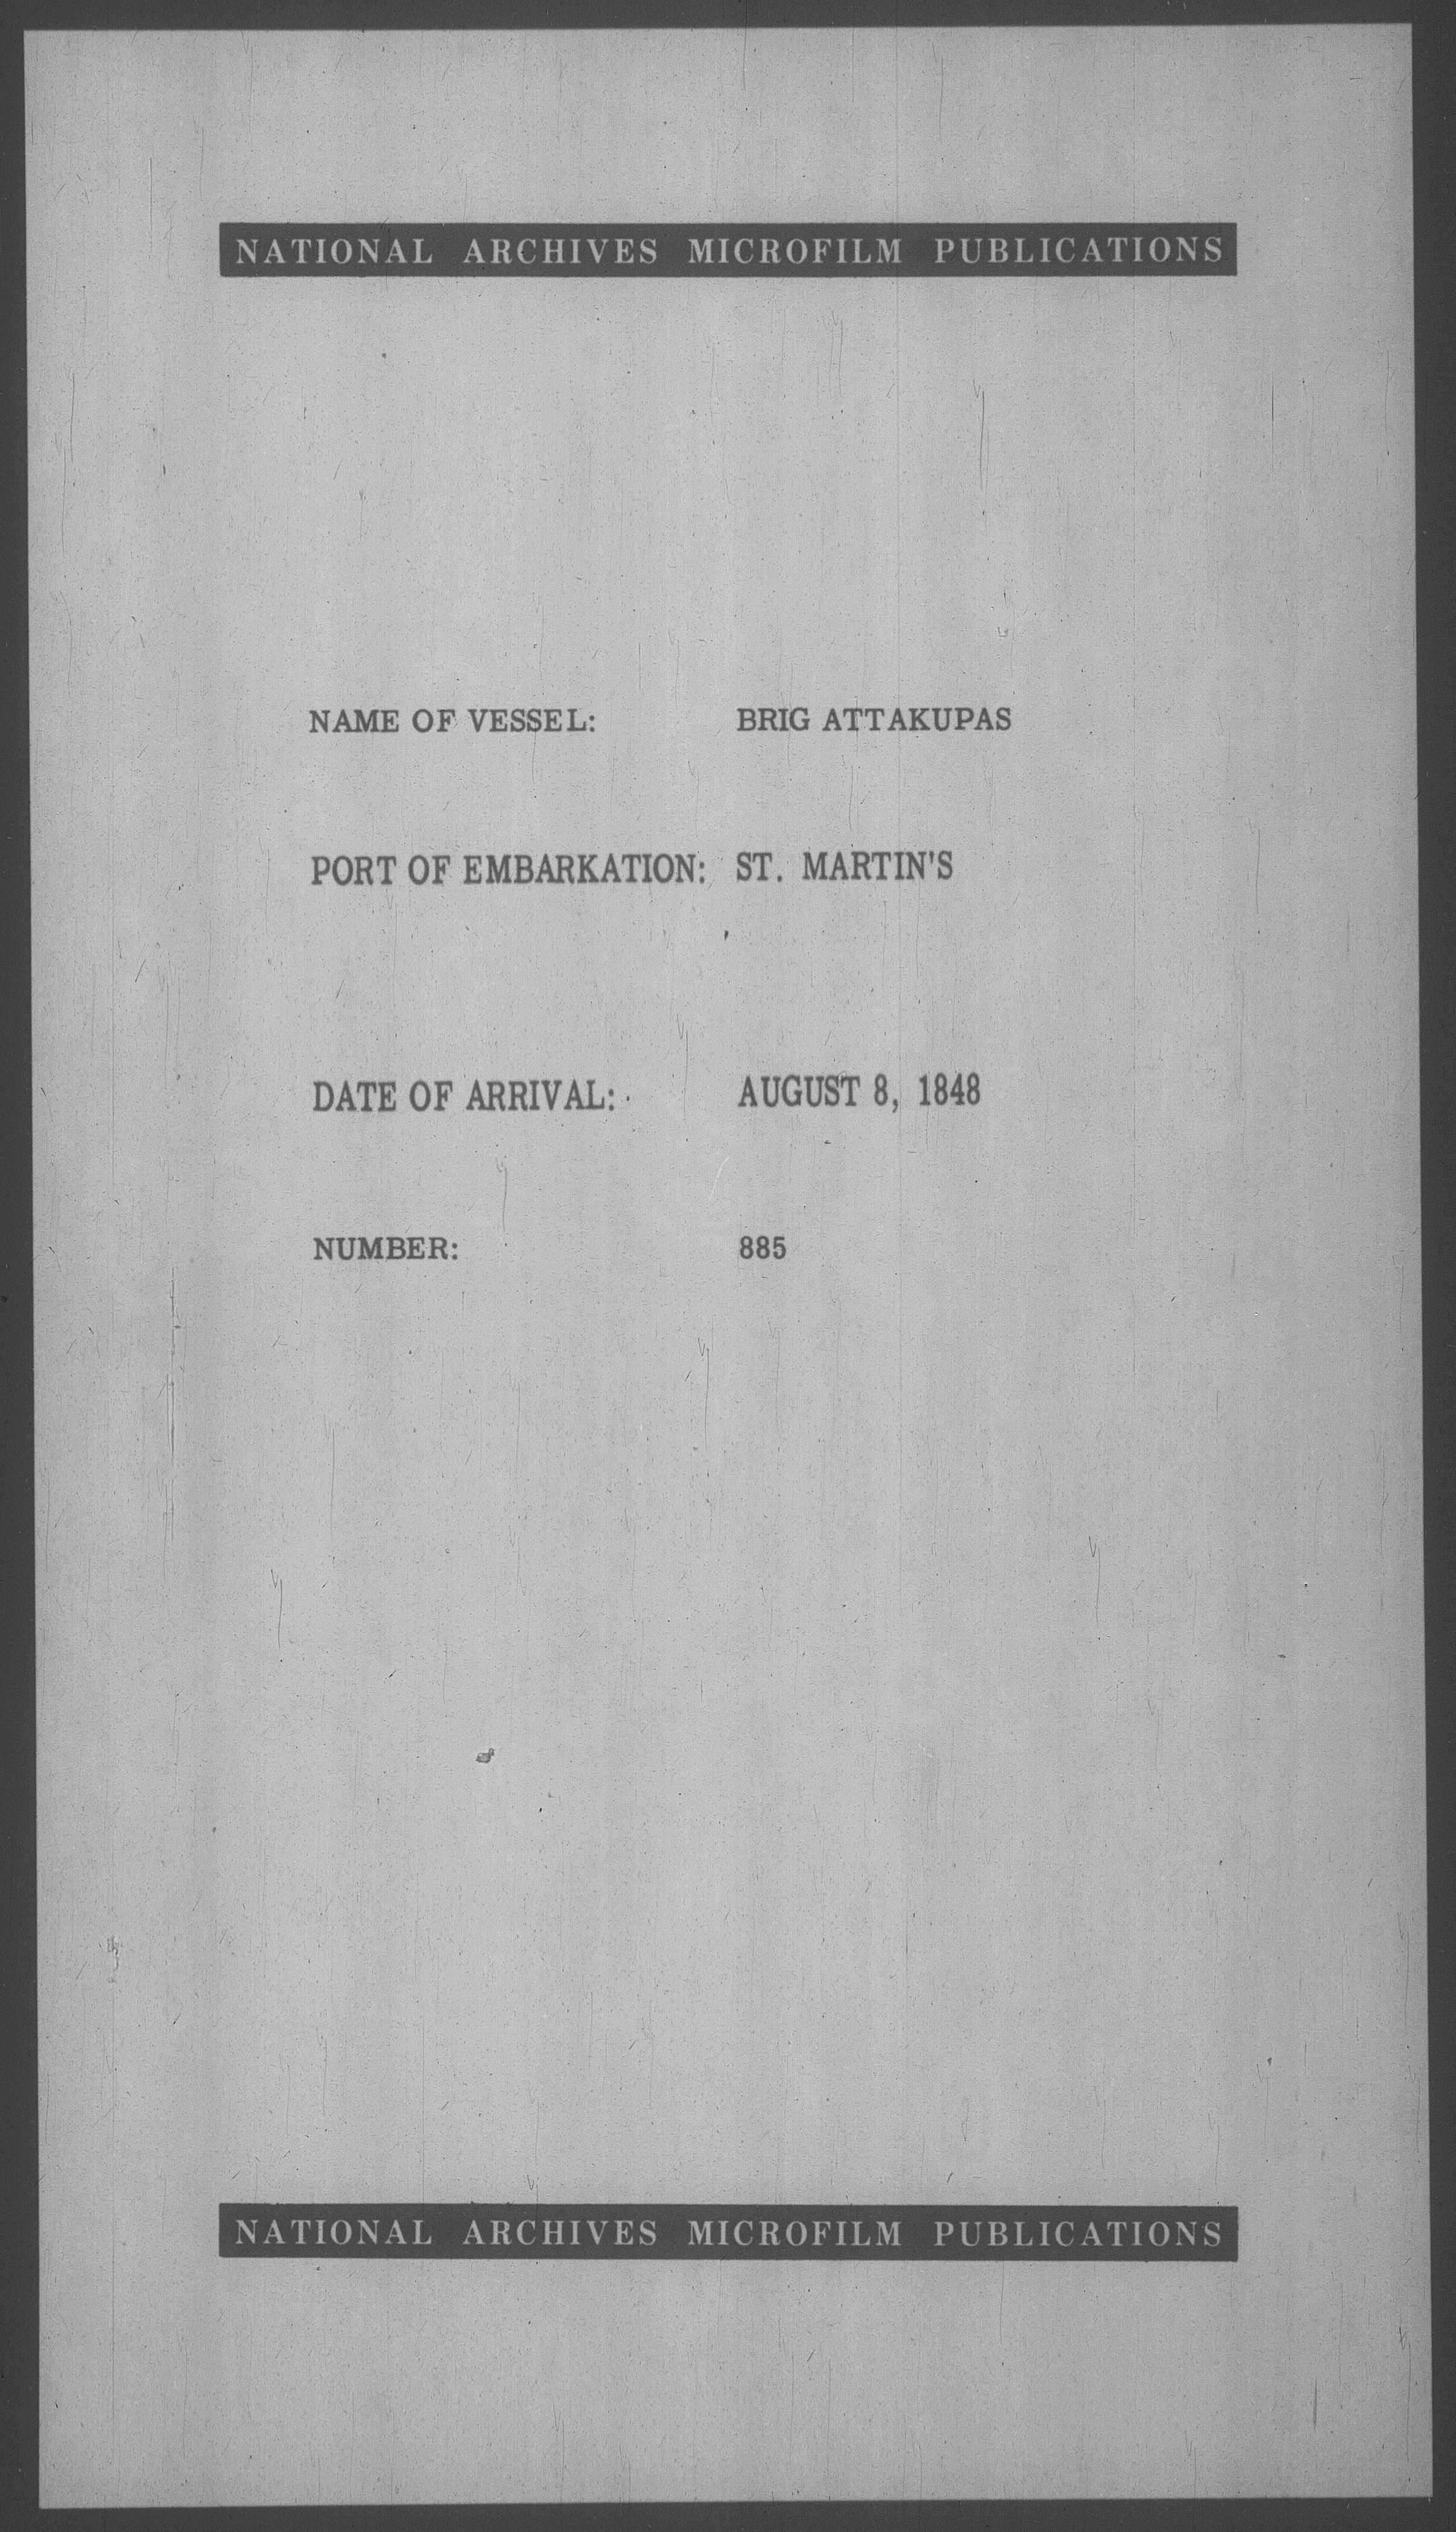 NATIONAL ARCHIVES MICROFILM PUBLICATIONS
NAME OF VESSEL: BRIG ATTAKUPAS
PORT OF EMBARKATION: ST. MARTIN'S
DATE OF ARRIVAL: AUGUST 8, 1848
NUMBER: 885
NATIONAL ARCHIVES MICROFILM PUBLICATIONS